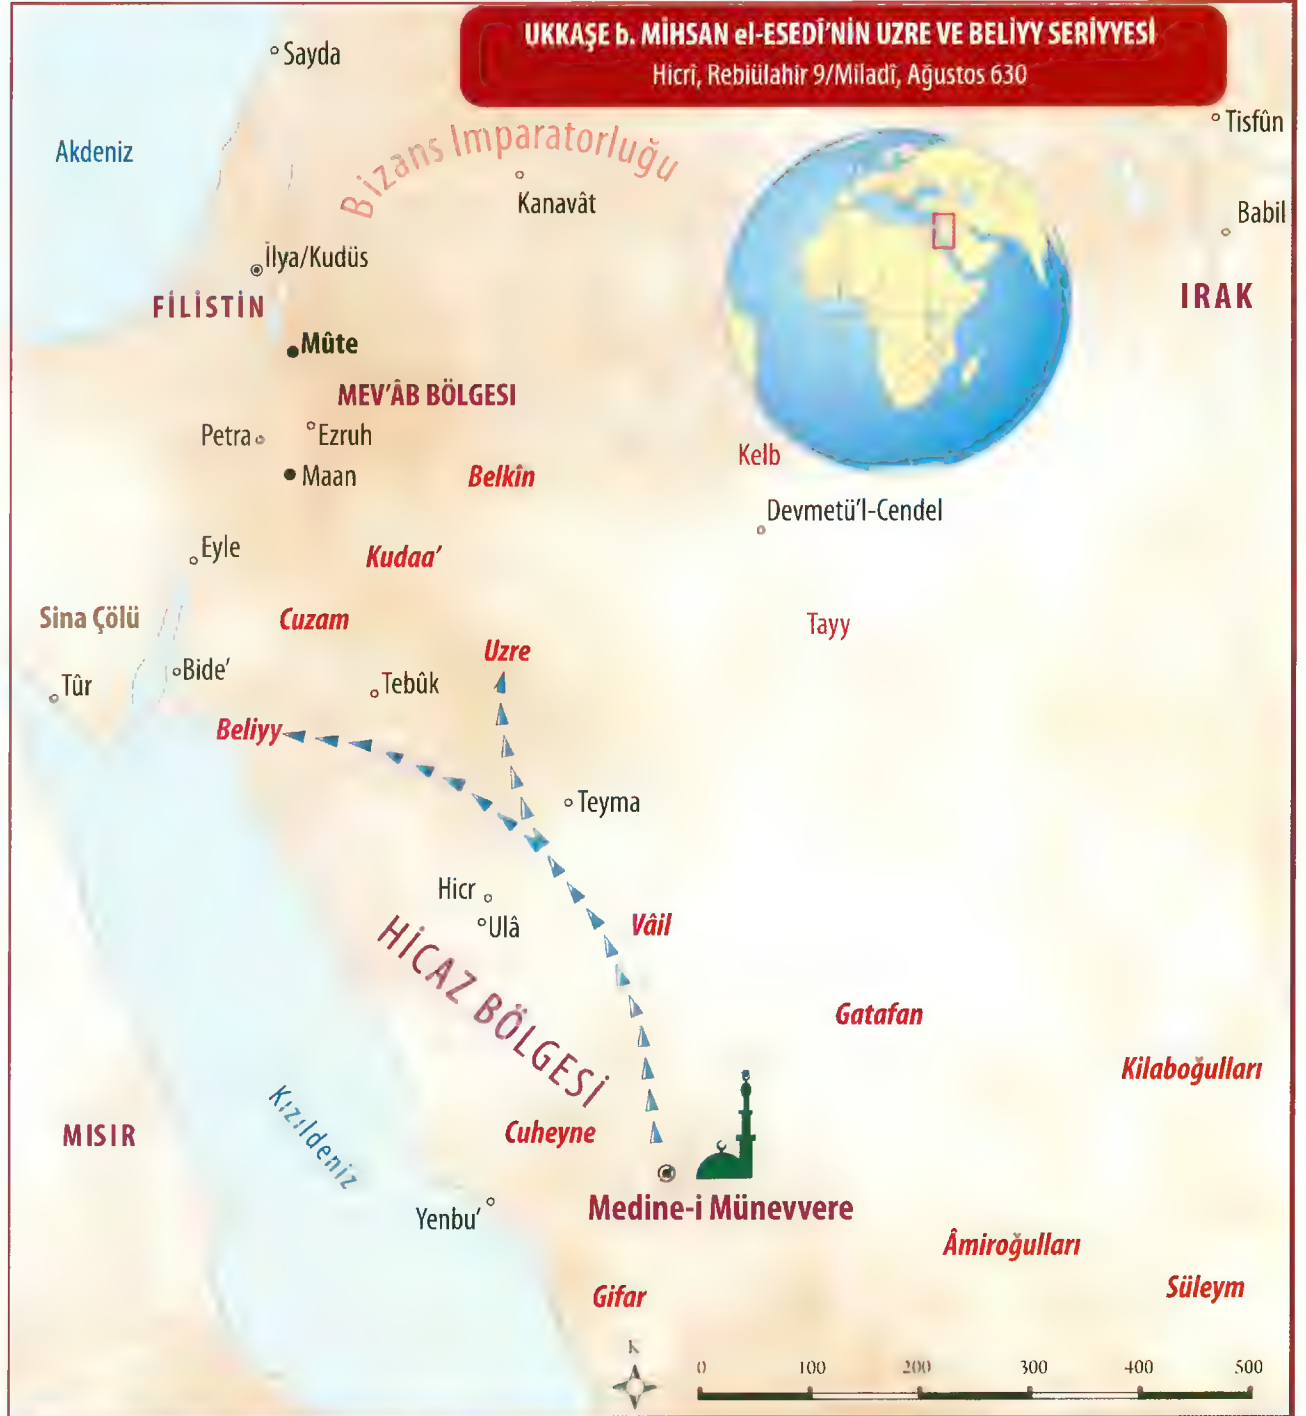 UKKAŞE b. MİHSAN el-ESEDÎ'NİN UZRE VE BELİYY SERİYYESİ
Hicrî, Rebiülahir 9/Miladî, Ağustos 630
Sayda
Tisfûn
Akdeniz
Bizans Imparatorluğu
Kanavât
Babil
İlya/Kudüs
FİLİSTİN
IRAK
Mûte
MEV'ÂB BÖLGESI
Petra
Ezruh
Kelb
Maan
Belkîn
Devmetü'l-Cendel
Eyle
Kudaa'
Sina Çölü
Cuzam
Tayy
Uzre
Bide'
Tûr
Tebûk
Beliyy
Teyma
Hicr
Ulâ
Vâil
HİCAZ BÖLGESİ
Gatafan
Kilaboğulları
Kızıldeniz
MISIR
Cuheyne
Medine-i Münevvere
Yenbu'
Âmiroğulları
Süleym
Gifar
K
0 100 200 300 400 500